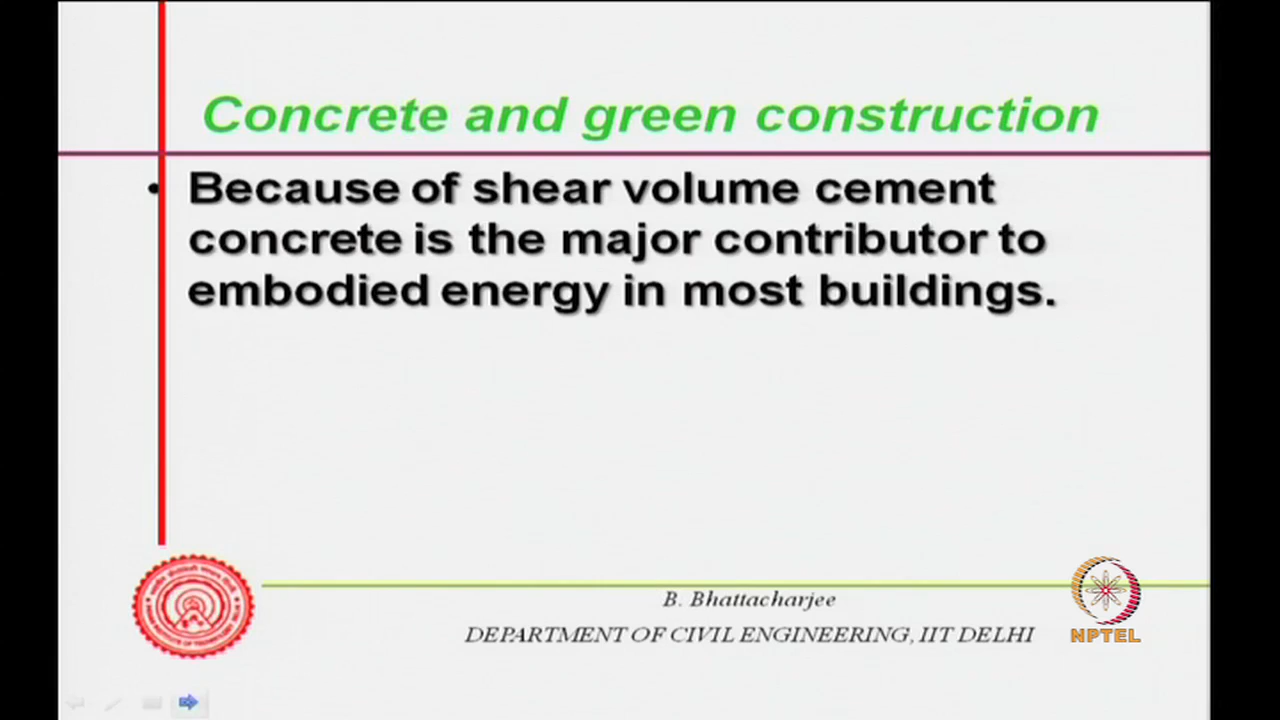 Concrete and green construction
• Because of shear volume cement
concrete is the major contributor to
embodied energy in most buildings.
B. Bhattacharjee
DEPARTMENT OF CIVIL ENGINEERING, IIT DELHI
NPTEL